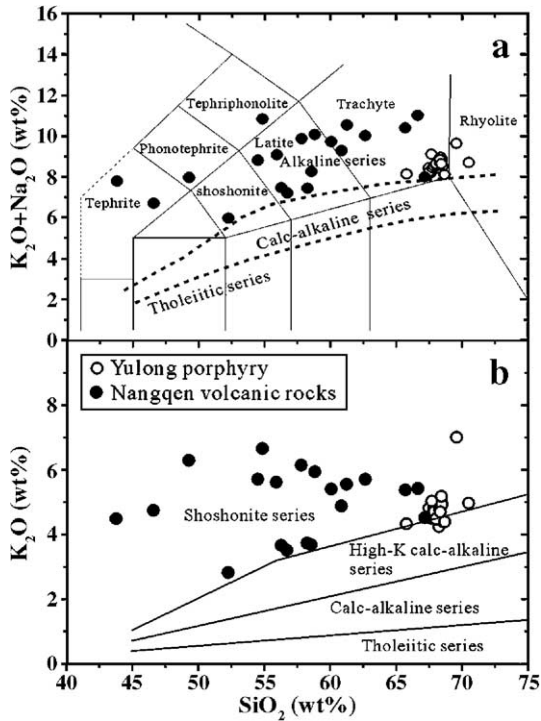 16
14
12
10
8
6
4
2
0
K₂O+Na₂O (wt%)
a
Tephriphonolite
Trachyte
Rhyolite
Phonotephrite
Latite
Alkaline series
Tephrite
shoshonite
Calc-alkaline series
Tholeiitic series
8
6
4
2
0
K₂O (wt%)
b
Yulong porphyry
Nangqen volcanic rocks
Shoshonite series
High-K calc-alkaline
series
Calc-alkaline series
Tholeiitic series
40 45 50 55 60 65 70 75
SiO₂ (wt%)